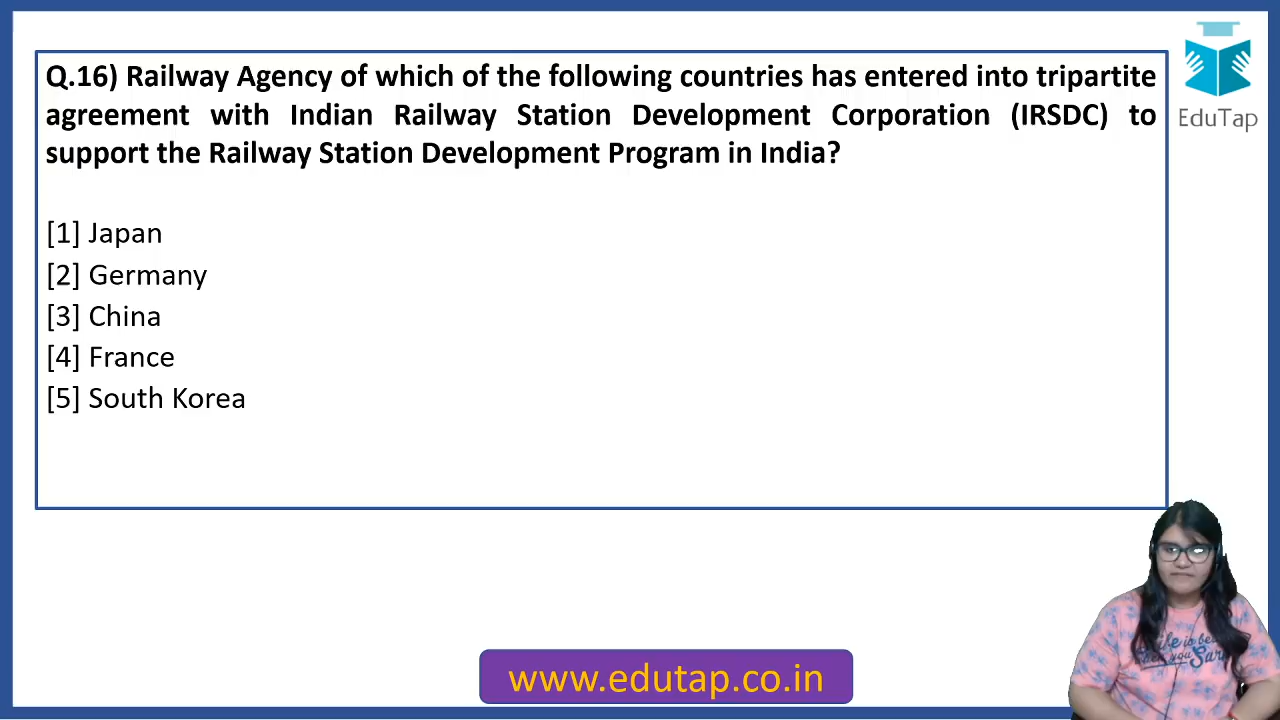 Q.16) Railway Agency of which of the following countries has entered into tripartite
agreement with Indian Railway Station Development Corporation (IRSDC) to
support the Railway Station Development Program in India?
[1] Japan
[2] Germany
[3] China
[4] France
[5] South Korea
EduTap
www.edutap.co.in